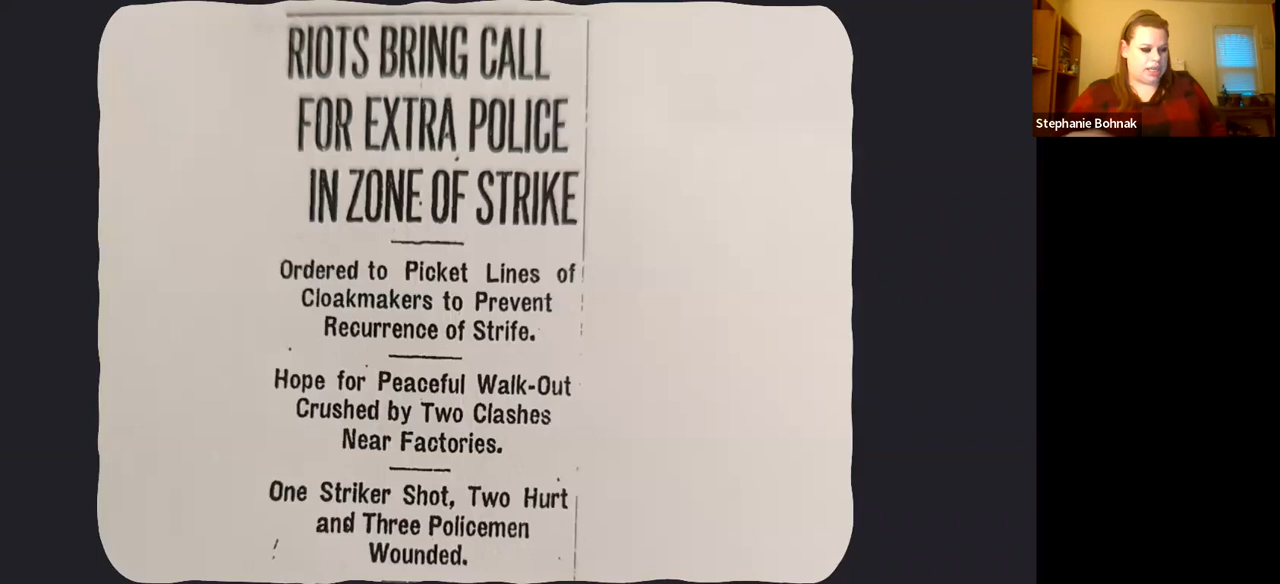 RIOTS BRING CALL
FOR EXTRA POLICE
IN ZONE OF STRIKE
Ordered to Picket Lines of
Cloakmakers to Prevent
Recurrence of Strife.
Hope for Peaceful Walk-Out
Crushed by Two Clashes
Near Factories.
One Striker Shot, Two Hurt
and Three Policemen
Wounded.
Stephanie Bohnak